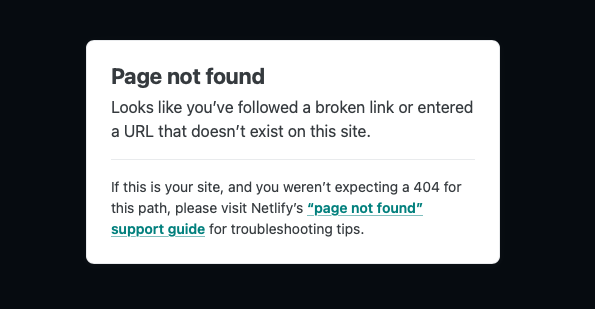 Page not found
Looks like you’ve followed a broken link or entered
a URL that doesn’t exist on this site.
If this is your site, and you weren’t expecting a 404 for
this path, please visit Netlify’s “page not found”
support guide for troubleshooting tips.